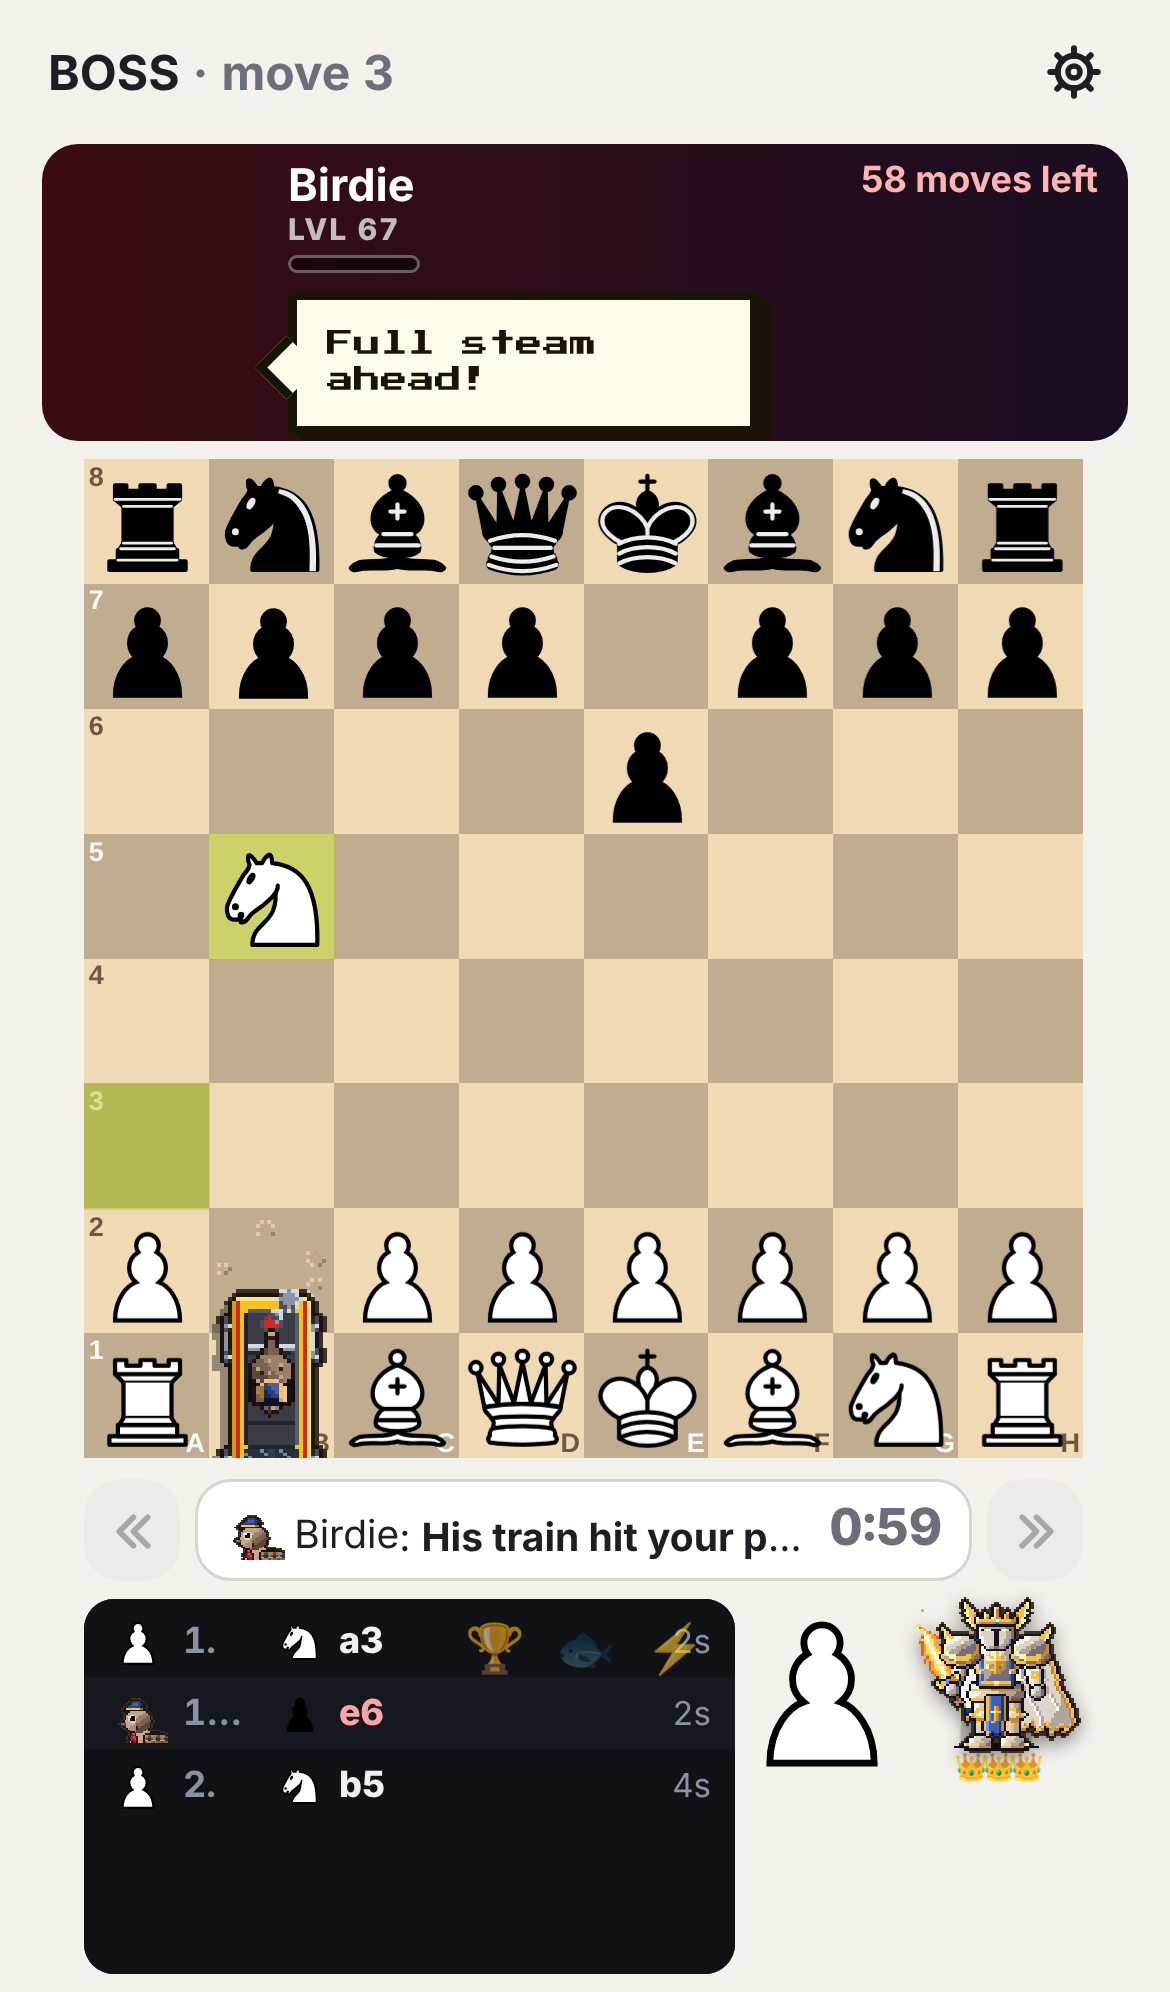 BOSS · move 3
Birdie
58 moves left
LVL 67
Full steam
ahead!
8
7
6
5
4
3
2
1
A B C D E F G H
Birdie: His train hit your p... 0:59
1. a3 2s
1... e6 2s
2. b5 4s